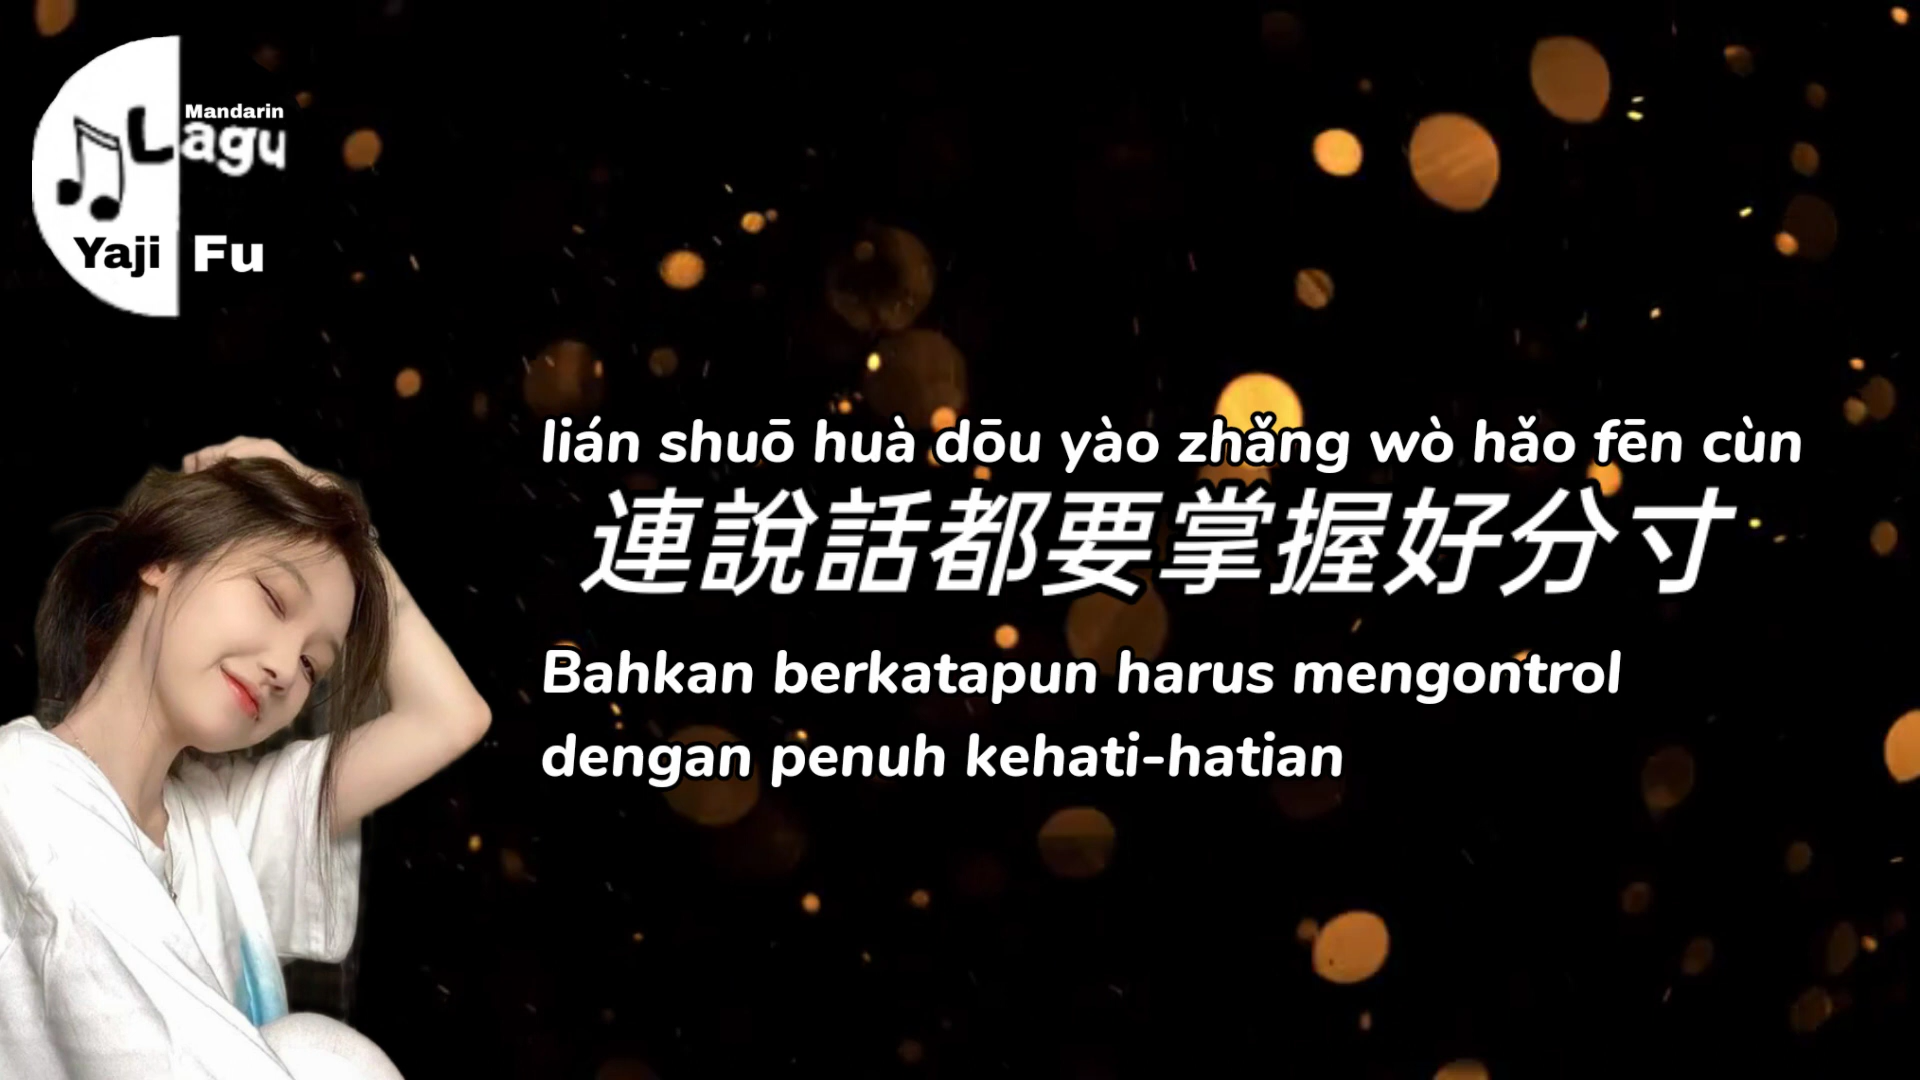 Mandarin
Lagu
Yaji Fu
lián shuō huà dōu yào zhǎng wò hǎo fēn cùn
連說話都要掌握好分寸
Bahkan berkatapun harus mengontrol
dengan penuh kehati-hatian